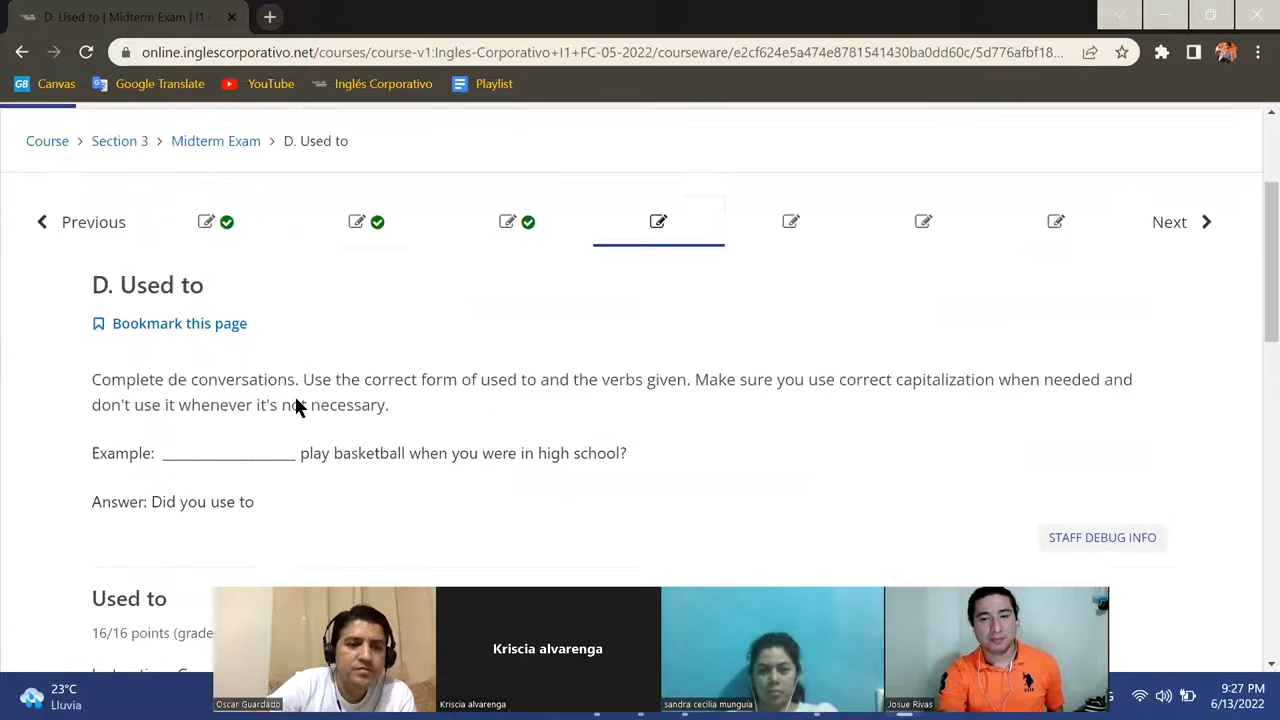 D. Used to | Midterm Exam | I1
online.inglescorporativo.net/courses/course-v1:Ingles-Corporativo+I1+FC-05-2022/courseware/e2cf624e5a474e8781541430ba0dd60c/5d776afbf18...
Canvas Google Translate YouTube Inglés Corporativo Playlist
Course > Section 3 > Midterm Exam > D. Used to
Previous Next
D. Used to
Bookmark this page
Complete de conversations. Use the correct form of used to and the verbs given. Make sure you use correct capitalization when needed and
don't use it whenever it's not necessary.
Example: __________________ play basketball when you were in high school?
Answer: Did you use to
STAFF DEBUG INFO
Used to
16/16 points (grade
Kriscia alvarenga
Oscar Guardado Kriscia alvarenga sandra cecilia munguía Josue Rivas
23°C
Lluvia
9:27 PM
6/13/2022